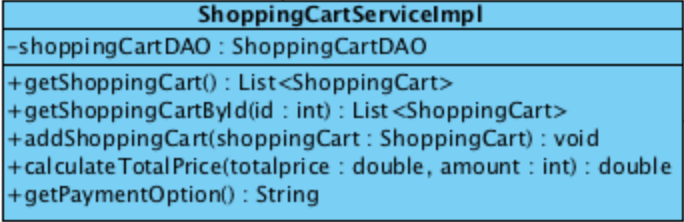 ShoppingCartServiceImpl
-shoppingCartDAO : ShoppingCartDAO
+getShoppingCart() : List<ShoppingCart>
+getShoppingCartById(id : int) : List<ShoppingCart>
+addShoppingCart(shoppingCart : ShoppingCart) : void
+calculateTotalPrice(totalprice : double, amount : int) : double
+getPaymentOption() : String